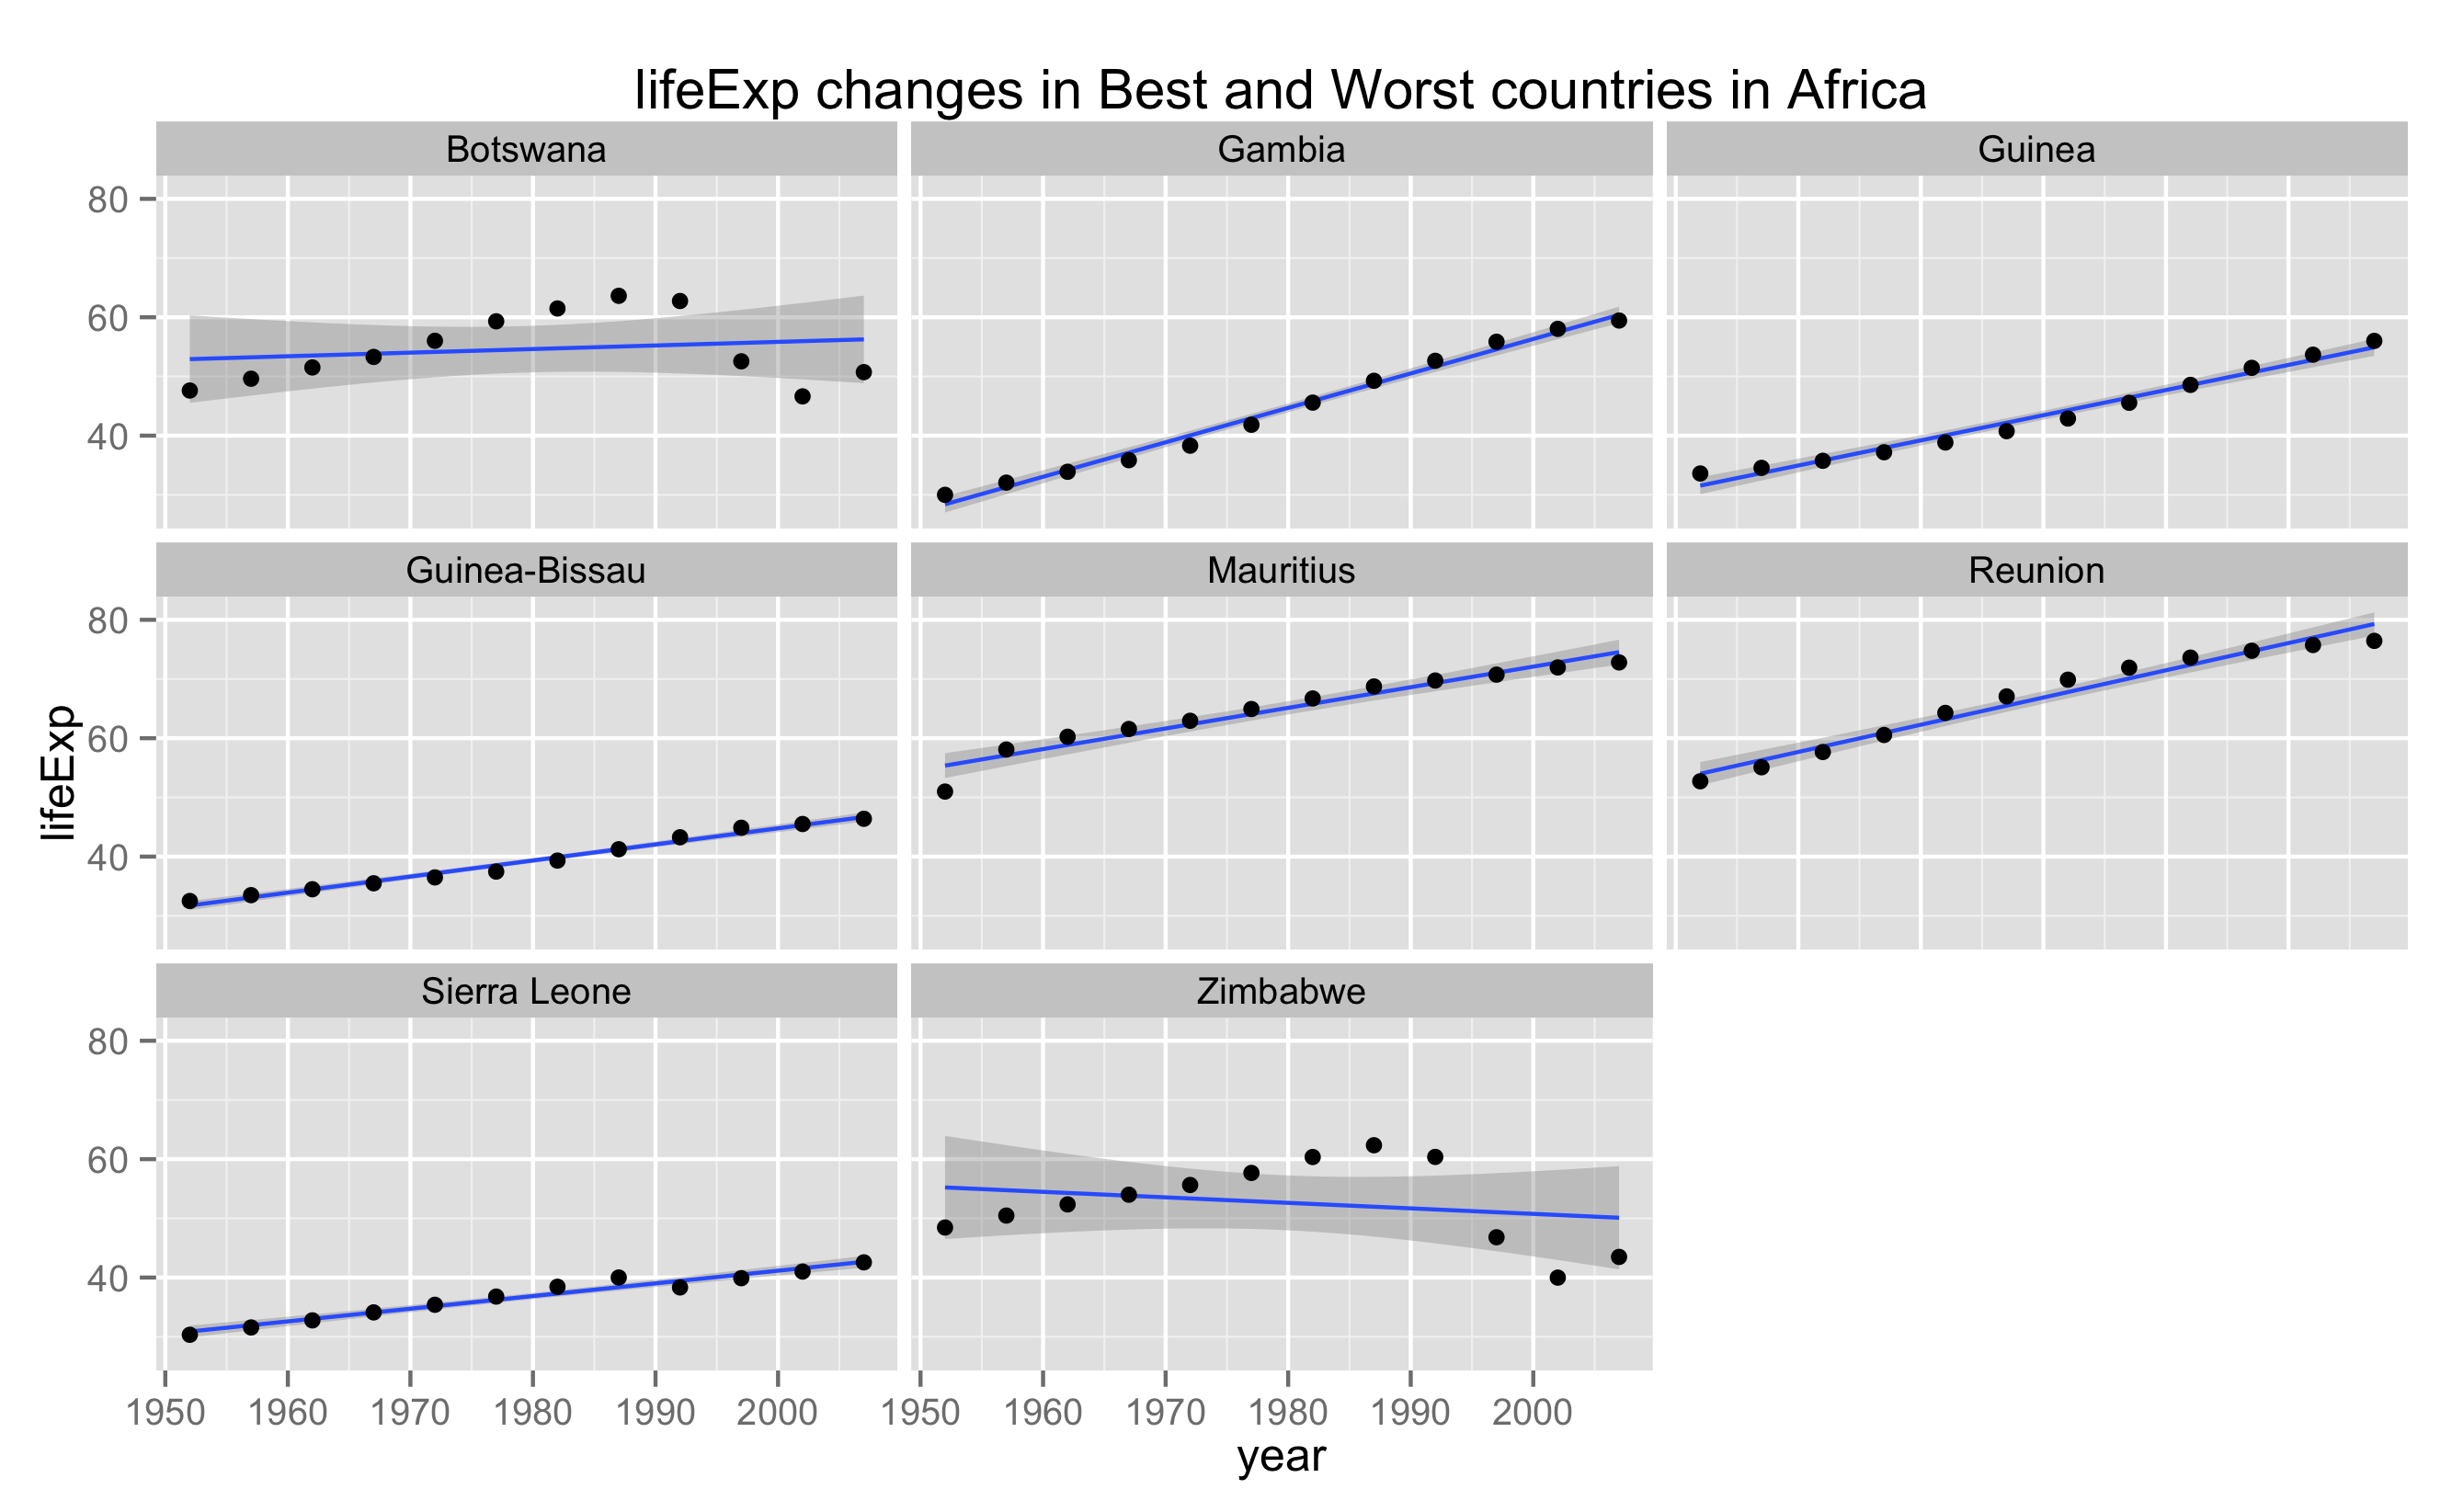 lifeExp changes in Best and Worst countries in Africa
Botswana Gambia Guinea
80
60
40
Guinea-Bissau Mauritius Reunion
80
60
40
lifeExp
Sierra Leone Zimbabwe
80
60
40
1950 1960 1970 1980 1990 2000 1950 1960 1970 1980 1990 2000
year